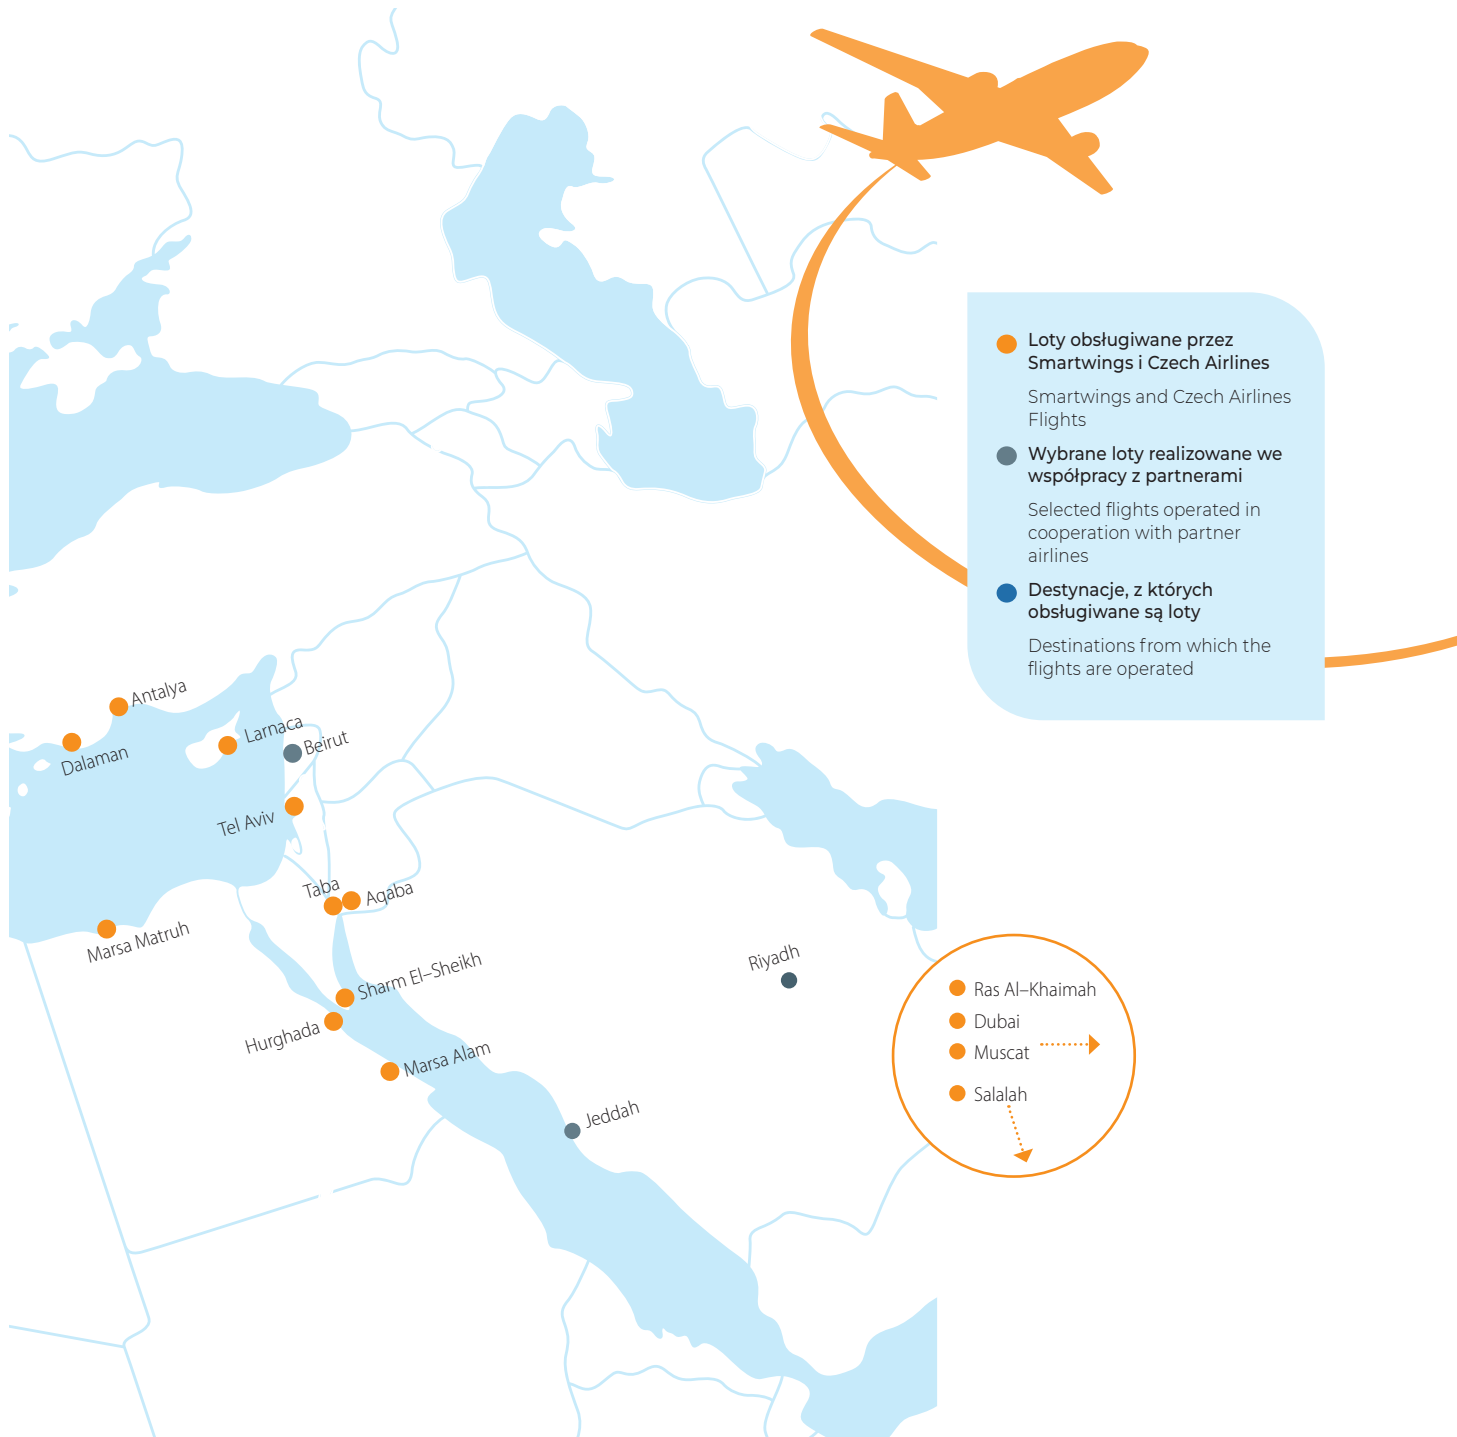 Loty obsługiwane przez
Smartwings i Czech Airlines
Smartwings and Czech Airlines
Flights
Wybrane loty realizowane we
współpracy z partnerami
Selected flights operated in
cooperation with partner
airlines
Destynacje, z których
obsługiwane są loty
Destinations from which the
flights are operated
Antalya
Dalaman
Larnaca
Beirut
Tel Aviv
Taba
Aqaba
Marsa Matruh
Sharm El–Sheikh
Hurghada
Marsa Alam
Riyadh
Jeddah
Ras Al–Khaimah
Dubai
Muscat
Salalah